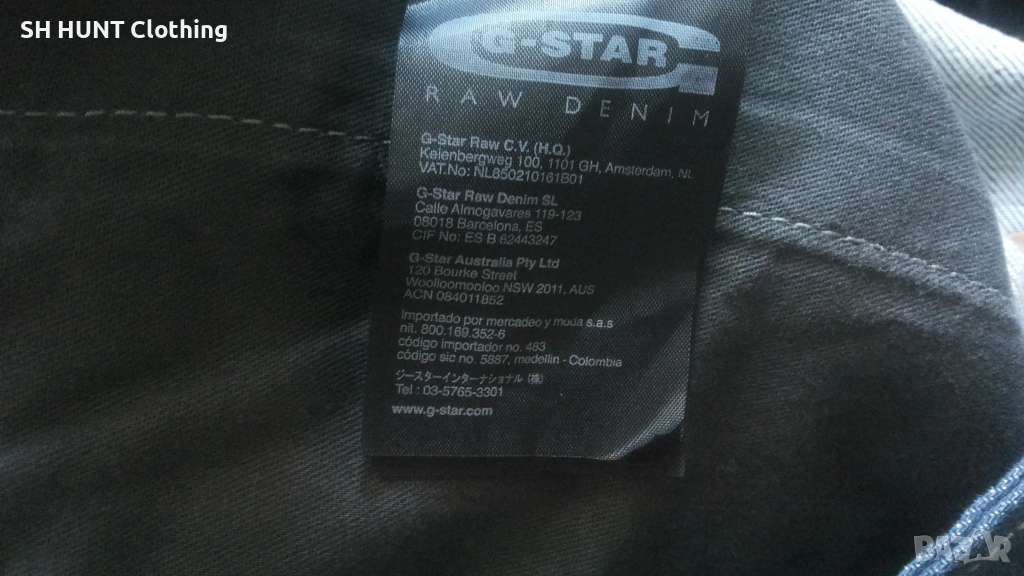 SH HUNT Clothing
G-STAR
RAW DENIM
G-Star Raw C.V. (H.Q.)
Keienbergweg 100, 1101 GH, Amsterdam, NL
VAT.No: NL850210161B01
G-Star Raw Denim SL
Calle Almogavares 119-123
08018 Barcelona, ES
CIF No: ES B 62443247
G-Star Australia Pty Ltd
120 Bourke Street
Woolloomooloo NSW 2011, AUS
ACN 084011852
Importado por mercadeo y moda s.a.s
nit. 800.169.352-6
código importador no. 483
código sic no. 5887, medellin - Colombia
ジースターインターナショナル (株)
Tel : 03-5765-3301
www.g-star.com
BAZAR